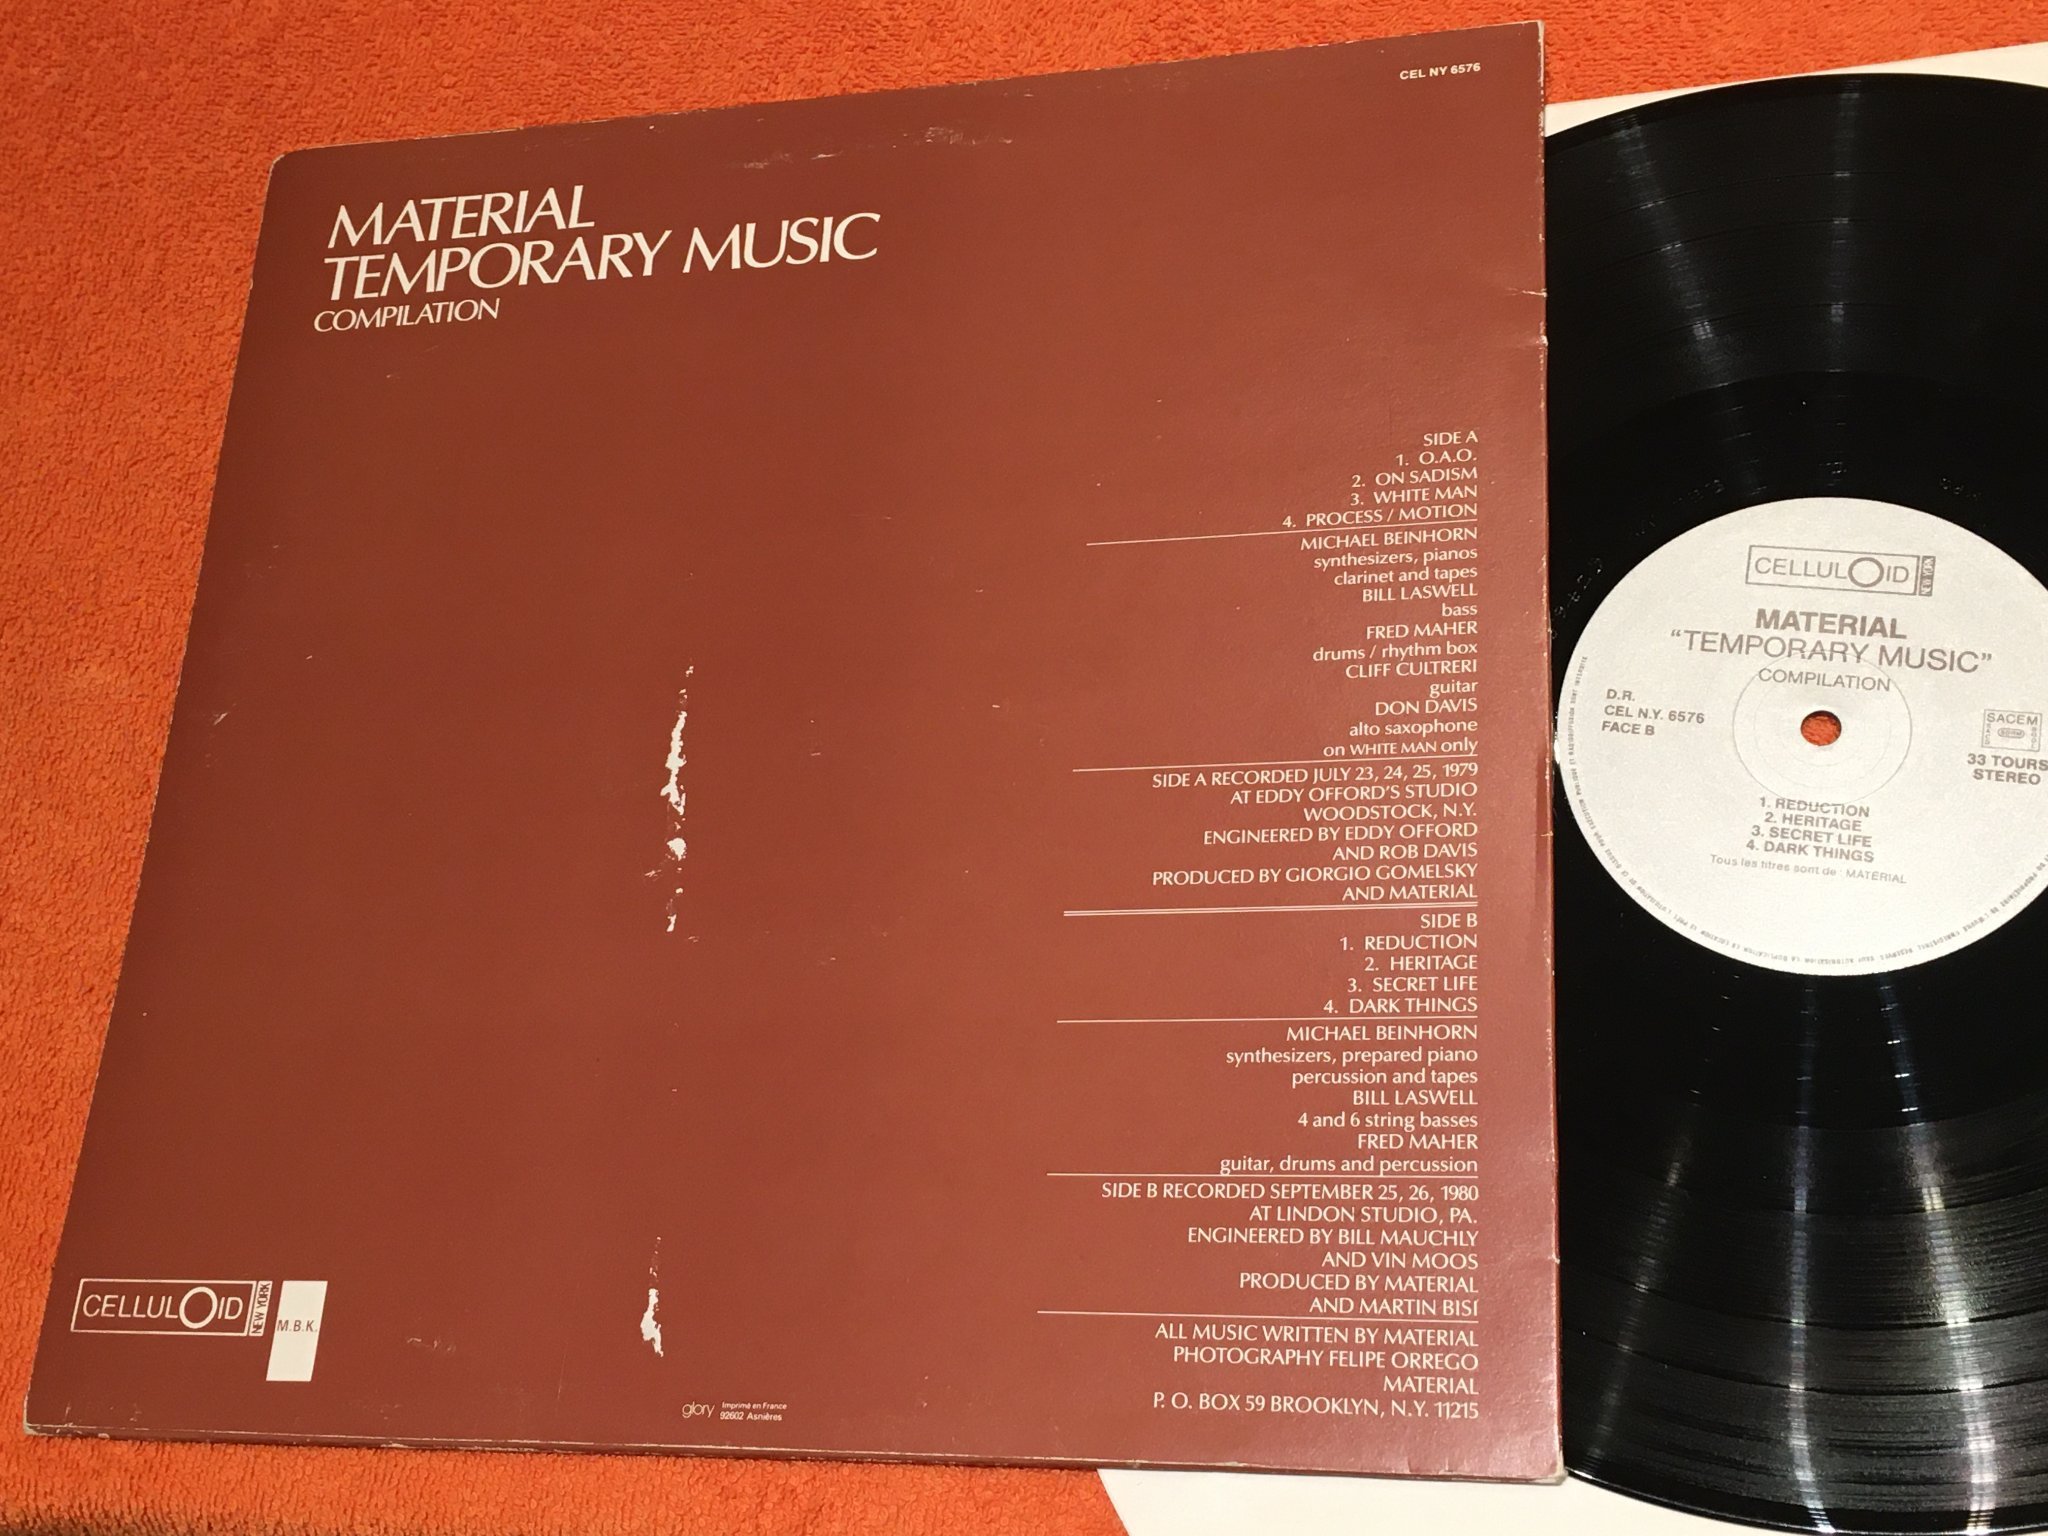 CEL NY 6576
MATERIAL
TEMPORARY MUSIC
COMPILATION
SIDE A
1. O.A.O.
2. ON SADISM
3. WHITE MAN
4. PROCESS / MOTION
MICHAEL BEINHORN
synthesizers, pianos
clarinet and tapes
BILL LASWELL
bass
FRED MAHER
drums / rhythm box
CLIFF CULTRERI
guitar
DON DAVIS
alto saxophone
on WHITE MAN only
SIDE A RECORDED JULY 23, 24, 25, 1979
AT EDDY OFFORD'S STUDIO
WOODSTOCK, N.Y.
ENGINEERED BY EDDY OFFORD
AND ROB DAVIS
PRODUCED BY GIORGIO GOMELSKY
AND MATERIAL
SIDE B
1. REDUCTION
2. HERITAGE
3. SECRET LIFE
4. DARK THINGS
MICHAEL BEINHORN
synthesizers, prepared piano
percussion and tapes
BILL LASWELL
4 and 6 string basses
FRED MAHER
guitar, drums and percussion
SIDE B RECORDED SEPTEMBER 25, 26, 1980
AT LINDON STUDIO, PA.
ENGINEERED BY BILL MAUCHLY
AND VIN MOOS
PRODUCED BY MATERIAL
AND MARTIN BISI
ALL MUSIC WRITTEN BY MATERIAL
PHOTOGRAPHY FELIPE ORREGO
MATERIAL
P. O. BOX 59 BROOKLYN, N.Y. 11215
CELLULOID NEW YORK
M.B.K.
glory Imprimé en France
92602 Asnières
CELLULOID NEW YORK
MATERIAL
"TEMPORARY MUSIC"
COMPILATION
D.R.
CEL N.Y. 6576
FACE B
SACEM
SDRM
33 TOURS
STEREO
1. REDUCTION
2. HERITAGE
3. SECRET LIFE
4. DARK THINGS
Tous les titres sont de : MATERIAL